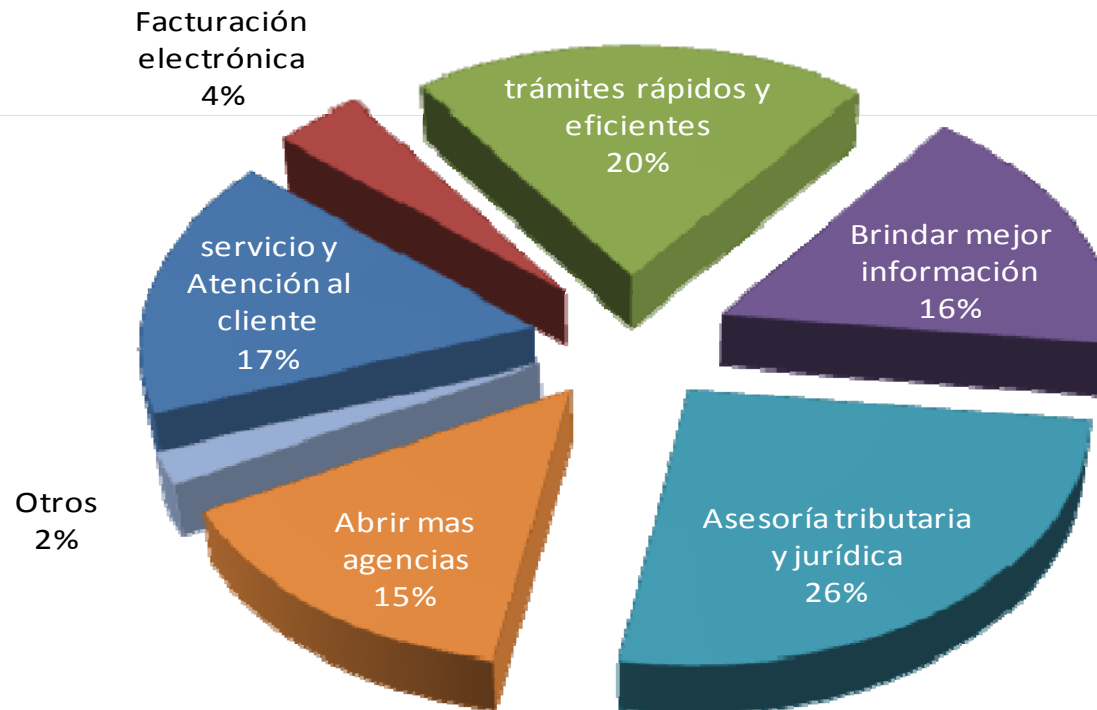 Facturación
electrónica
4%
trámites rápidos y
eficientes
20%
Brindar mejor
información
16%
servicio y
Atención al
cliente
17%
Otros
2%
Abrir mas
agencias
15%
Asesoría tributaria
y jurídica
26%